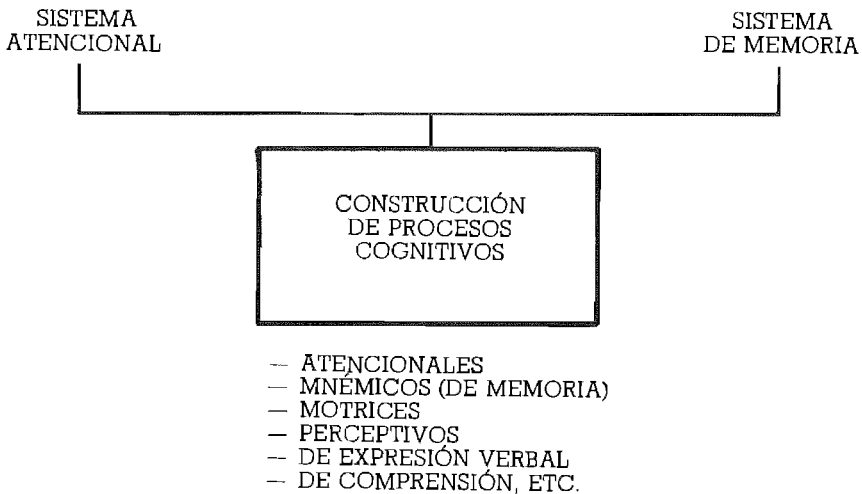 SISTEMA
ATENCIONAL
SISTEMA
DE MEMORIA
CONSTRUCCIÓN
DE PROCESOS
COGNITIVOS
— ATENCIONALES
— MNÉMICOS (DE MEMORIA)
— MOTRICES
— PERCEPTIVOS
— DE EXPRESIÓN VERBAL
— DE COMPRENSIÓN, ETC.